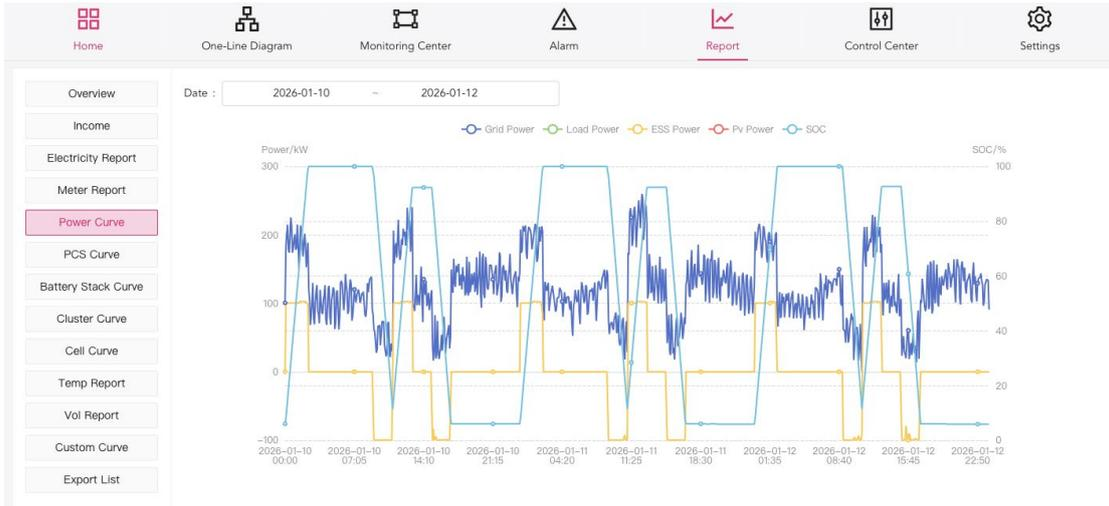 Home
One-Line Diagram
Monitoring Center
Alarm
Report
Control Center
Settings
Overview
Income
Electricity Report
Meter Report
Power Curve
PCS Curve
Battery Stack Curve
Cluster Curve
Cell Curve
Temp Report
Vol Report
Custom Curve
Export List
Date : 2026-01-10 ~ 2026-01-12
Grid Power Load Power ESS Power Pv Power SOC
Power/kW
SOC/%
300
200
100
0
-100
100
80
60
40
20
0
2026-01-10 2026-01-10 2026-01-10 2026-01-10 2026-01-11 2026-01-11 2026-01-11 2026-01-12 2026-01-12 2026-01-12 2026-01-12
00:00 07:05 14:10 21:15 04:20 11:25 18:30 01:35 08:40 15:45 22:50